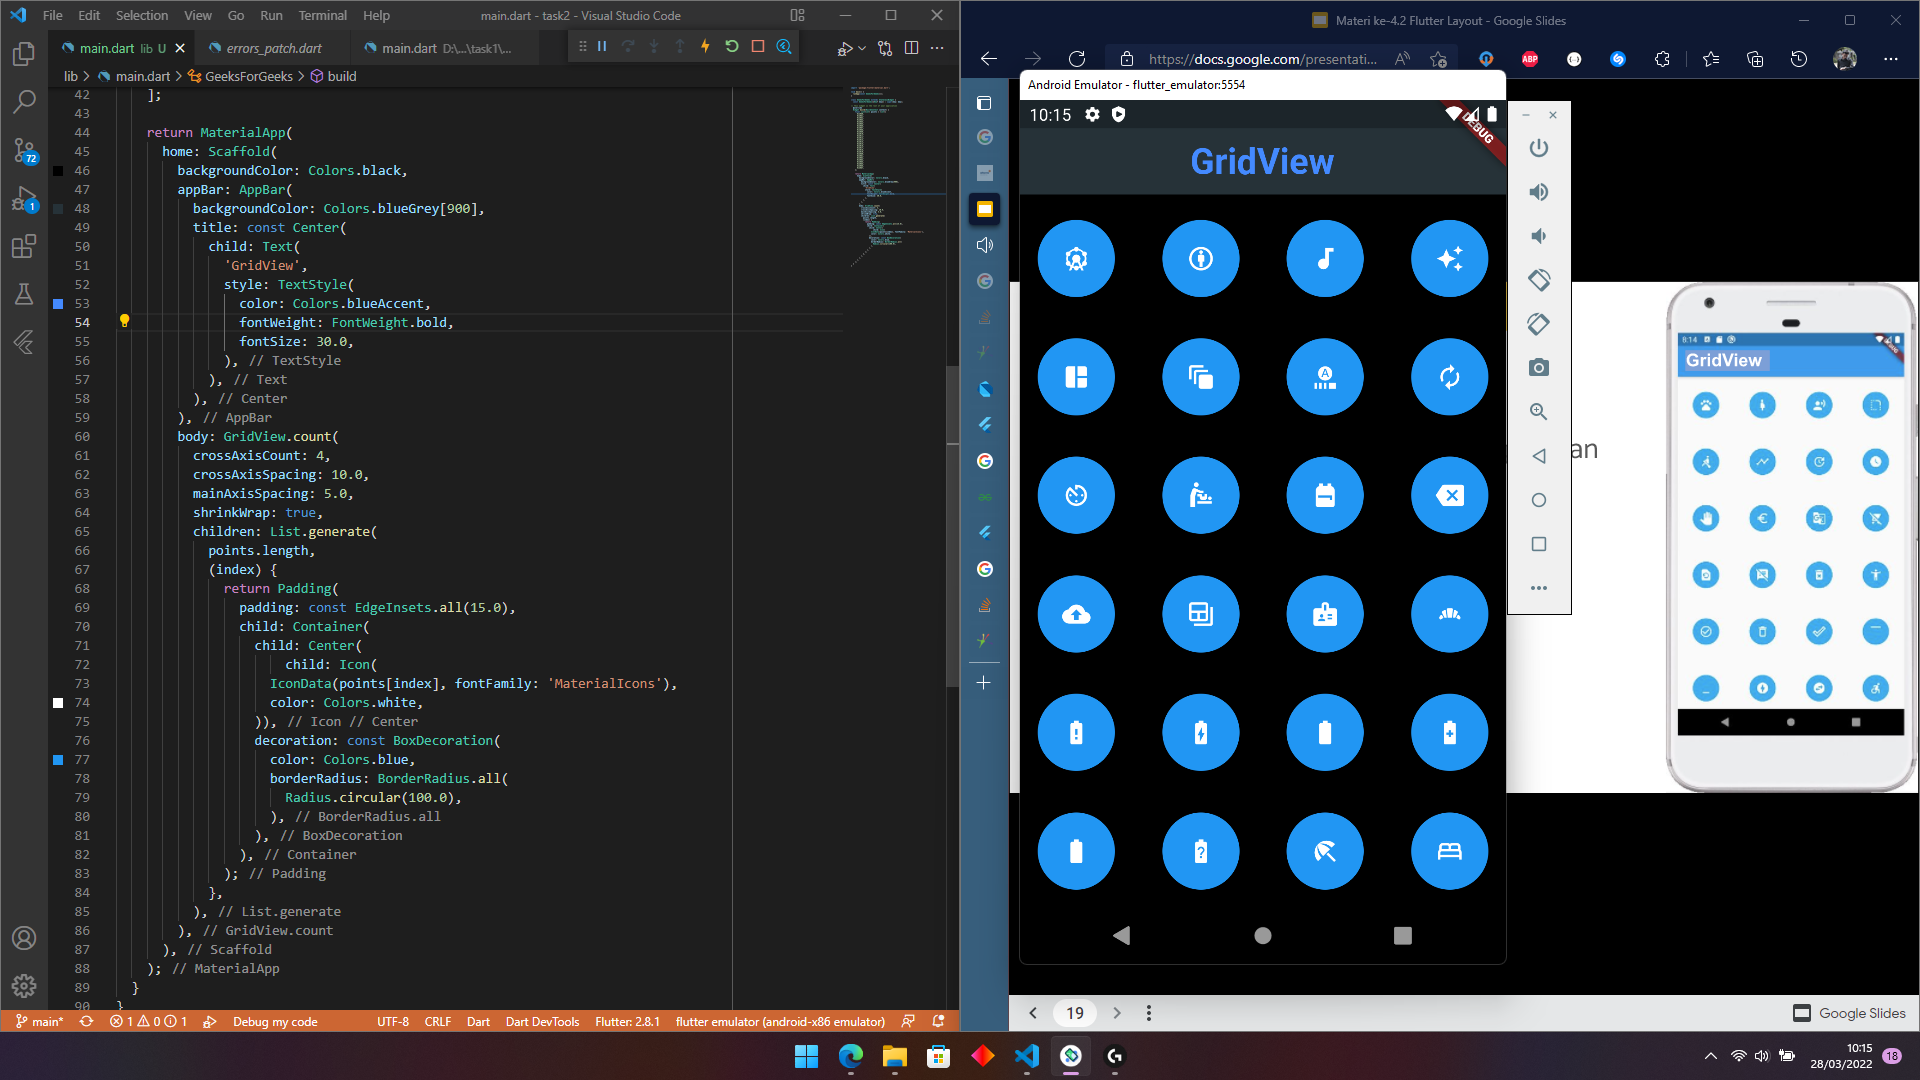 File Edit Selection View Go Run Terminal Help
main.dart - task2 - Visual Studio Code
main.dart lib U
errors_patch.dart
main.dart D:\...\task1\...
lib > main.dart > GeeksForGeeks > build
42 ];
43
44 return MaterialApp(
45 home: Scaffold(
46 backgroundColor: Colors.black,
47 appBar: AppBar(
48 backgroundColor: Colors.blueGrey[900],
49 title: const Center(
50 child: Text(
51 'GridView',
52 style: TextStyle(
53 color: Colors.blueAccent,
54 fontWeight: FontWeight.bold,
55 fontSize: 30.0,
56 ), // TextStyle
57 ), // Text
58 ), // Center
59 ), // AppBar
60 body: GridView.count(
61 crossAxisCount: 4,
62 crossAxisSpacing: 10.0,
63 mainAxisSpacing: 5.0,
64 shrinkWrap: true,
65 children: List.generate(
66 points.length,
67 (index) {
68 return Padding(
69 padding: const EdgeInsets.all(15.0),
70 child: Container(
71 child: Center(
72 child: Icon(
73 IconData(points[index], fontFamily: 'MaterialIcons'),
74 color: Colors.white,
75 )), // Icon // Center
76 decoration: const BoxDecoration(
77 color: Colors.blue,
78 borderRadius: BorderRadius.all(
79 Radius.circular(100.0),
80 ), // BorderRadius.all
81 ), // BoxDecoration
82 ), // Container
83 ); // Padding
84 },
85 ), // List.generate
86 ), // GridView.count
87 ), // Scaffold
88 ); // MaterialApp
89 }
90 }
72
1
main* 1 0 1 Debug my code UTF-8 CRLF Dart Dart DevTools Flutter: 2.8.1 flutter emulator (android-x86 emulator)
Materi ke-4.2 Flutter Layout - Google Slides
https://docs.google.com/presentati...
ABP
Android Emulator - flutter_emulator:5554
10:15
DEBUG
GridView
8:14
GridView
an
19
Google Slides
10:15
28/03/2022
18